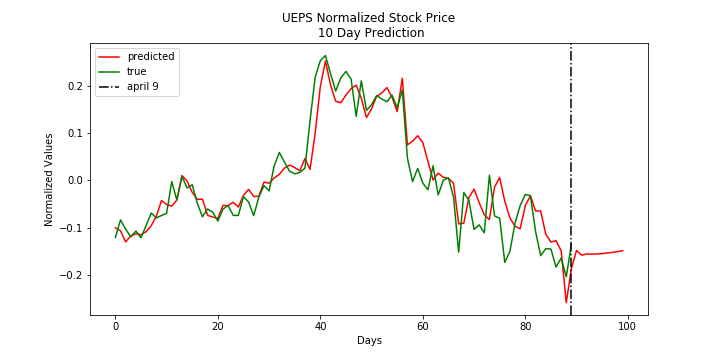 UEPS Normalized Stock Price
10 Day Prediction
predicted
true
april 9
Normalized Values
0.2
0.1
0.0
−0.1
−0.2
0
20
40
60
80
100
Days